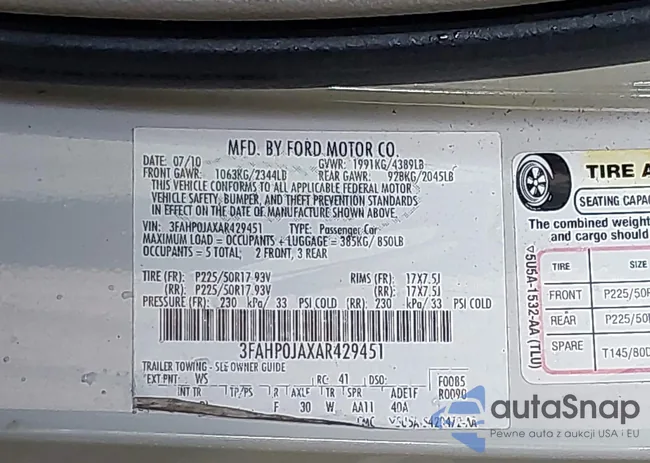 MFD. BY FORD MOTOR CO.
DATE: 07/10 GVWR: 1991KG/4389LB
FRONT GAWR: 1063KG/2344LB REAR GAWR: 928KG/2045LB
THIS VEHICLE CONFORMS TO ALL APPLICABLE FEDERAL MOTOR
VEHICLE SAFETY, BUMPER, AND THEFT PREVENTION STANDARDS
IN EFFECT ON THE DATE OF MANUFACTURE SHOWN ABOVE.
VIN: 3FAHP0JAXAR429451 TYPE: Passenger Car
MAXIMUM LOAD = OCCUPANTS + LUGGAGE = 385KG/850LB
OCCUPANTS = 5 TOTAL; 2 FRONT, 3 REAR
TIRE (FR): P225/50R17.93V RIMS (FR): 17X7.5J
(RR): P225/50R17.93V (RR): 17X7.5J
PRESSURE (FR): 230 kPa/ 33 PSI COLD (RR): 230 kPa/ 33 PSI COLD
3FAHP0JAXAR429451
TRAILER TOWING - SEE OWNER GUIDE
EXT PNT: WS RC: 41 DSO: F0085
INT TR TP/PS R AXLE TR SPR ADE1F R0090
F 30 W AA11 40A
TIRE A
SEATING CAPAC
The combined weight
and cargo should
5U5A-1532-AA (TLU)
TIRE SIZE
FRONT P225/50R
REAR P225/50
SPARE T145/80D
autaSnap
Pewne auta z aukcji USA i EU